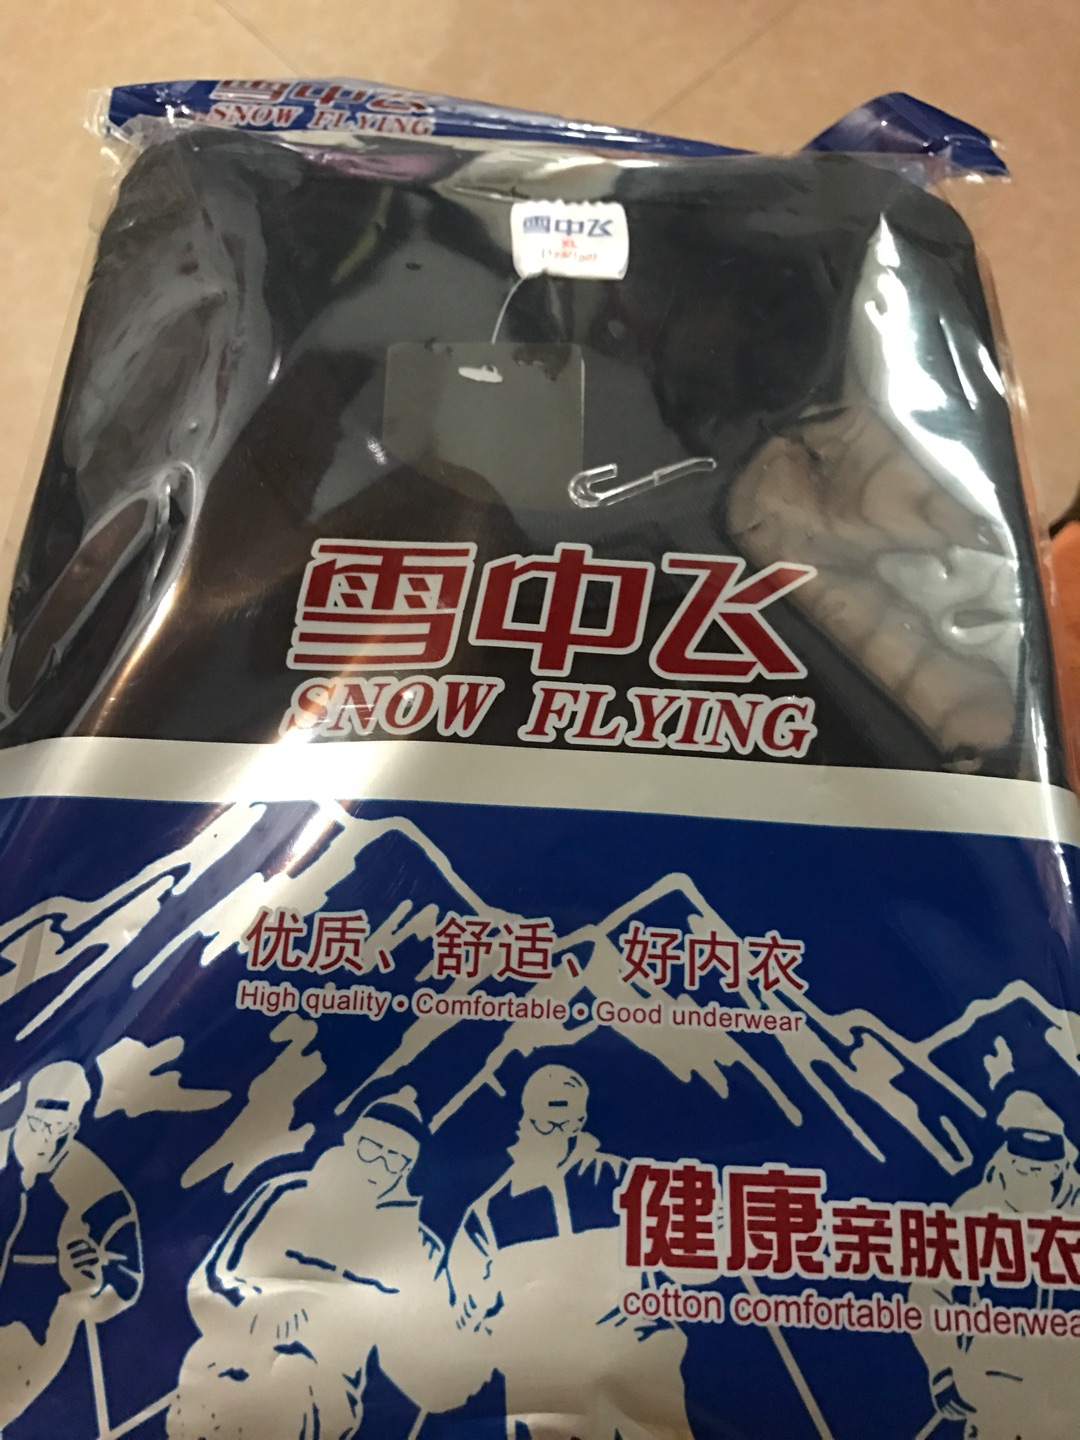 雪中飞
SNOW FLYING
雪中飞
XL
雪中飞
SNOW FLYING
优质、舒适、好内衣
High quality • Comfortable • Good underwear
健康亲肤内衣
cotton comfortable underwea